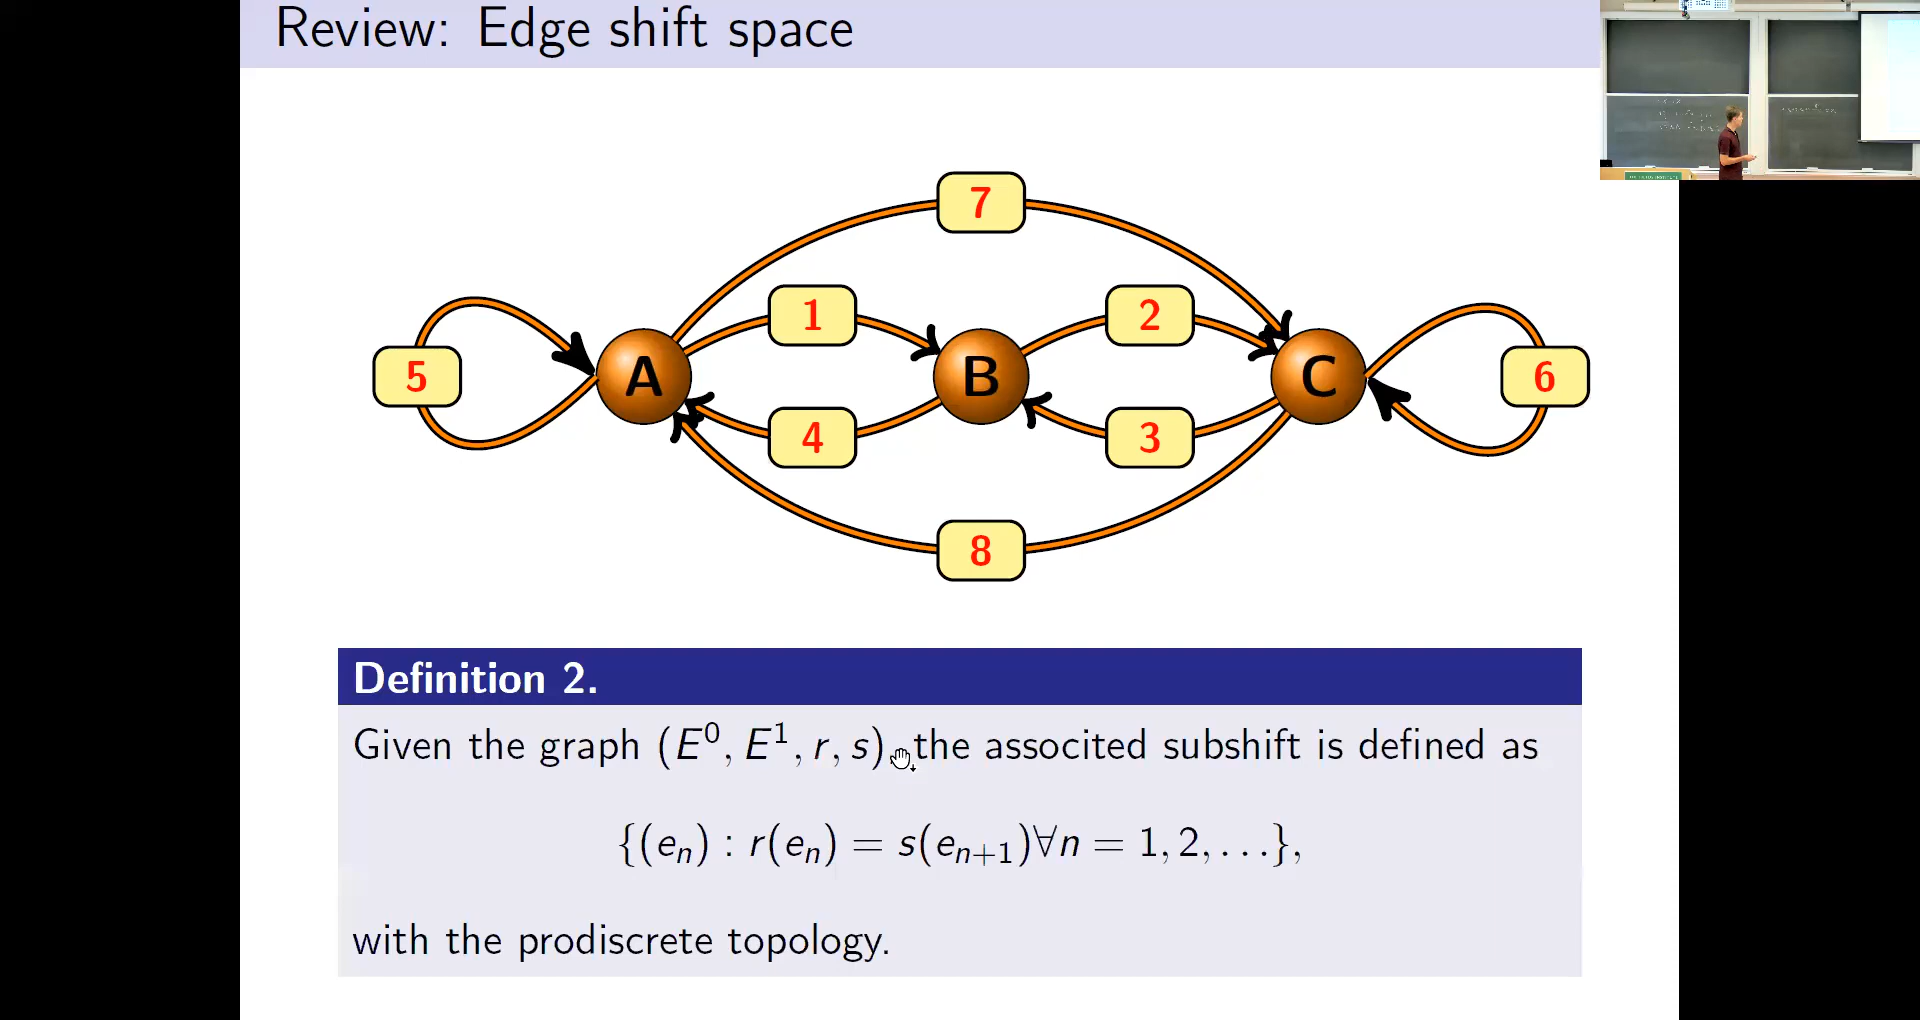 Review: Edge shift space
7
1
2
5
A
B
C
6
4
3
8
Definition 2.
Given the graph (E⁰, E¹, r, s), the associted subshift is defined as
{(eₙ) : r(eₙ) = s(eₙ₊₁)∀n = 1, 2, . . .},
with the prodiscrete topology.